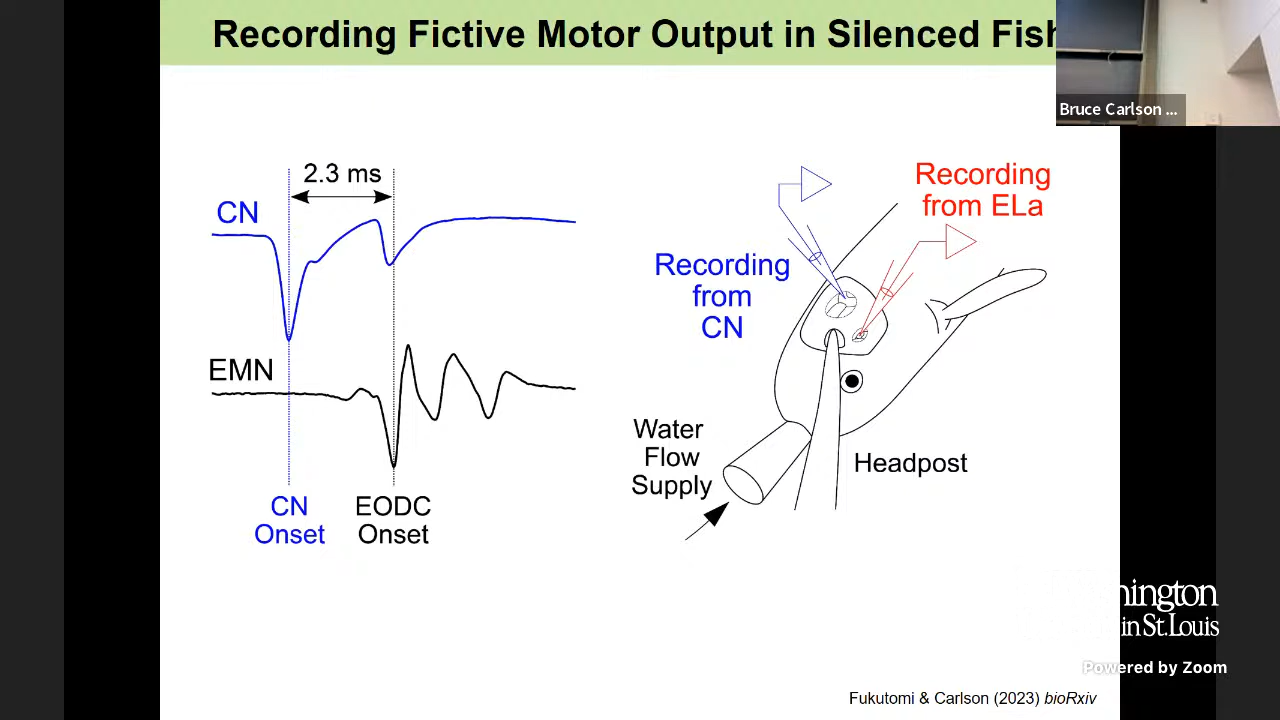 Recording Fictive Motor Output in Silenced Fish
Bruce Carlson ...
2.3 ms
CN
EMN
CN
Onset
EODC
Onset
Recording
from
CN
Recording
from ELa
Water
Flow
Supply
Headpost
nington
in St.Louis
Powered by Zoom
Fukutomi & Carlson (2023) bioRxiv